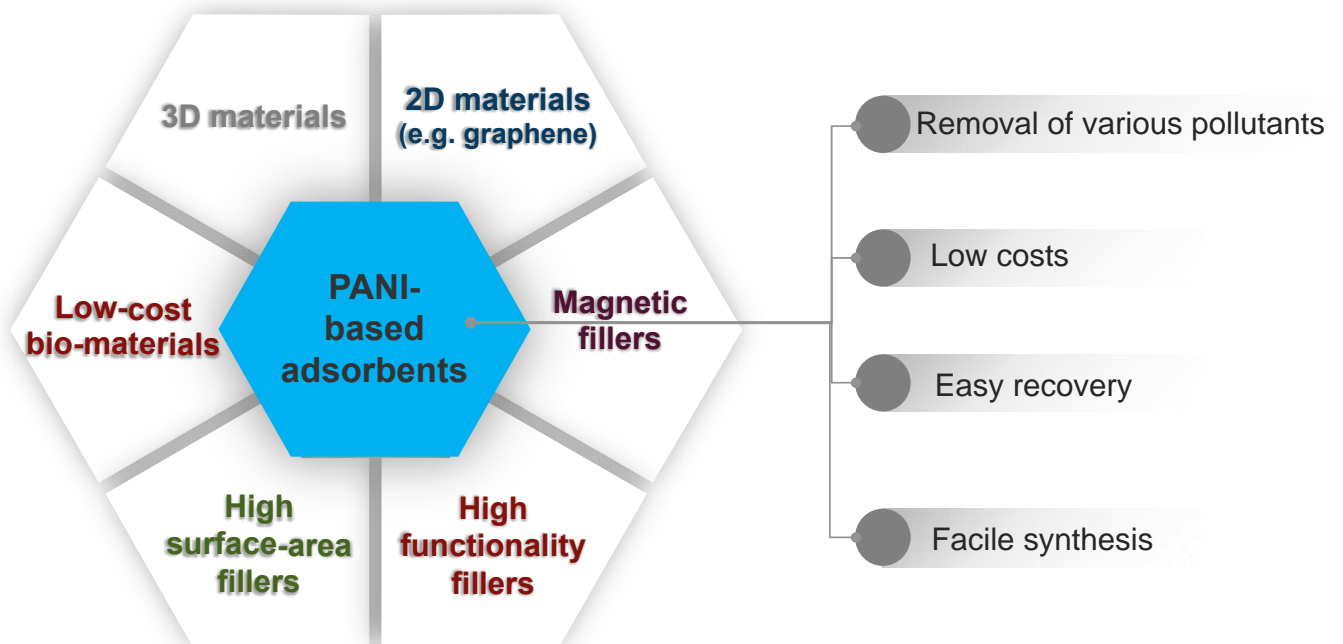 3D materials
2D materials
(e.g. graphene)
Low-cost
bio-materials
PANI-
based
adsorbents
Magnetic
fillers
High
surface-area
fillers
High
functionality
fillers
Removal of various pollutants
Low costs
Easy recovery
Facile synthesis